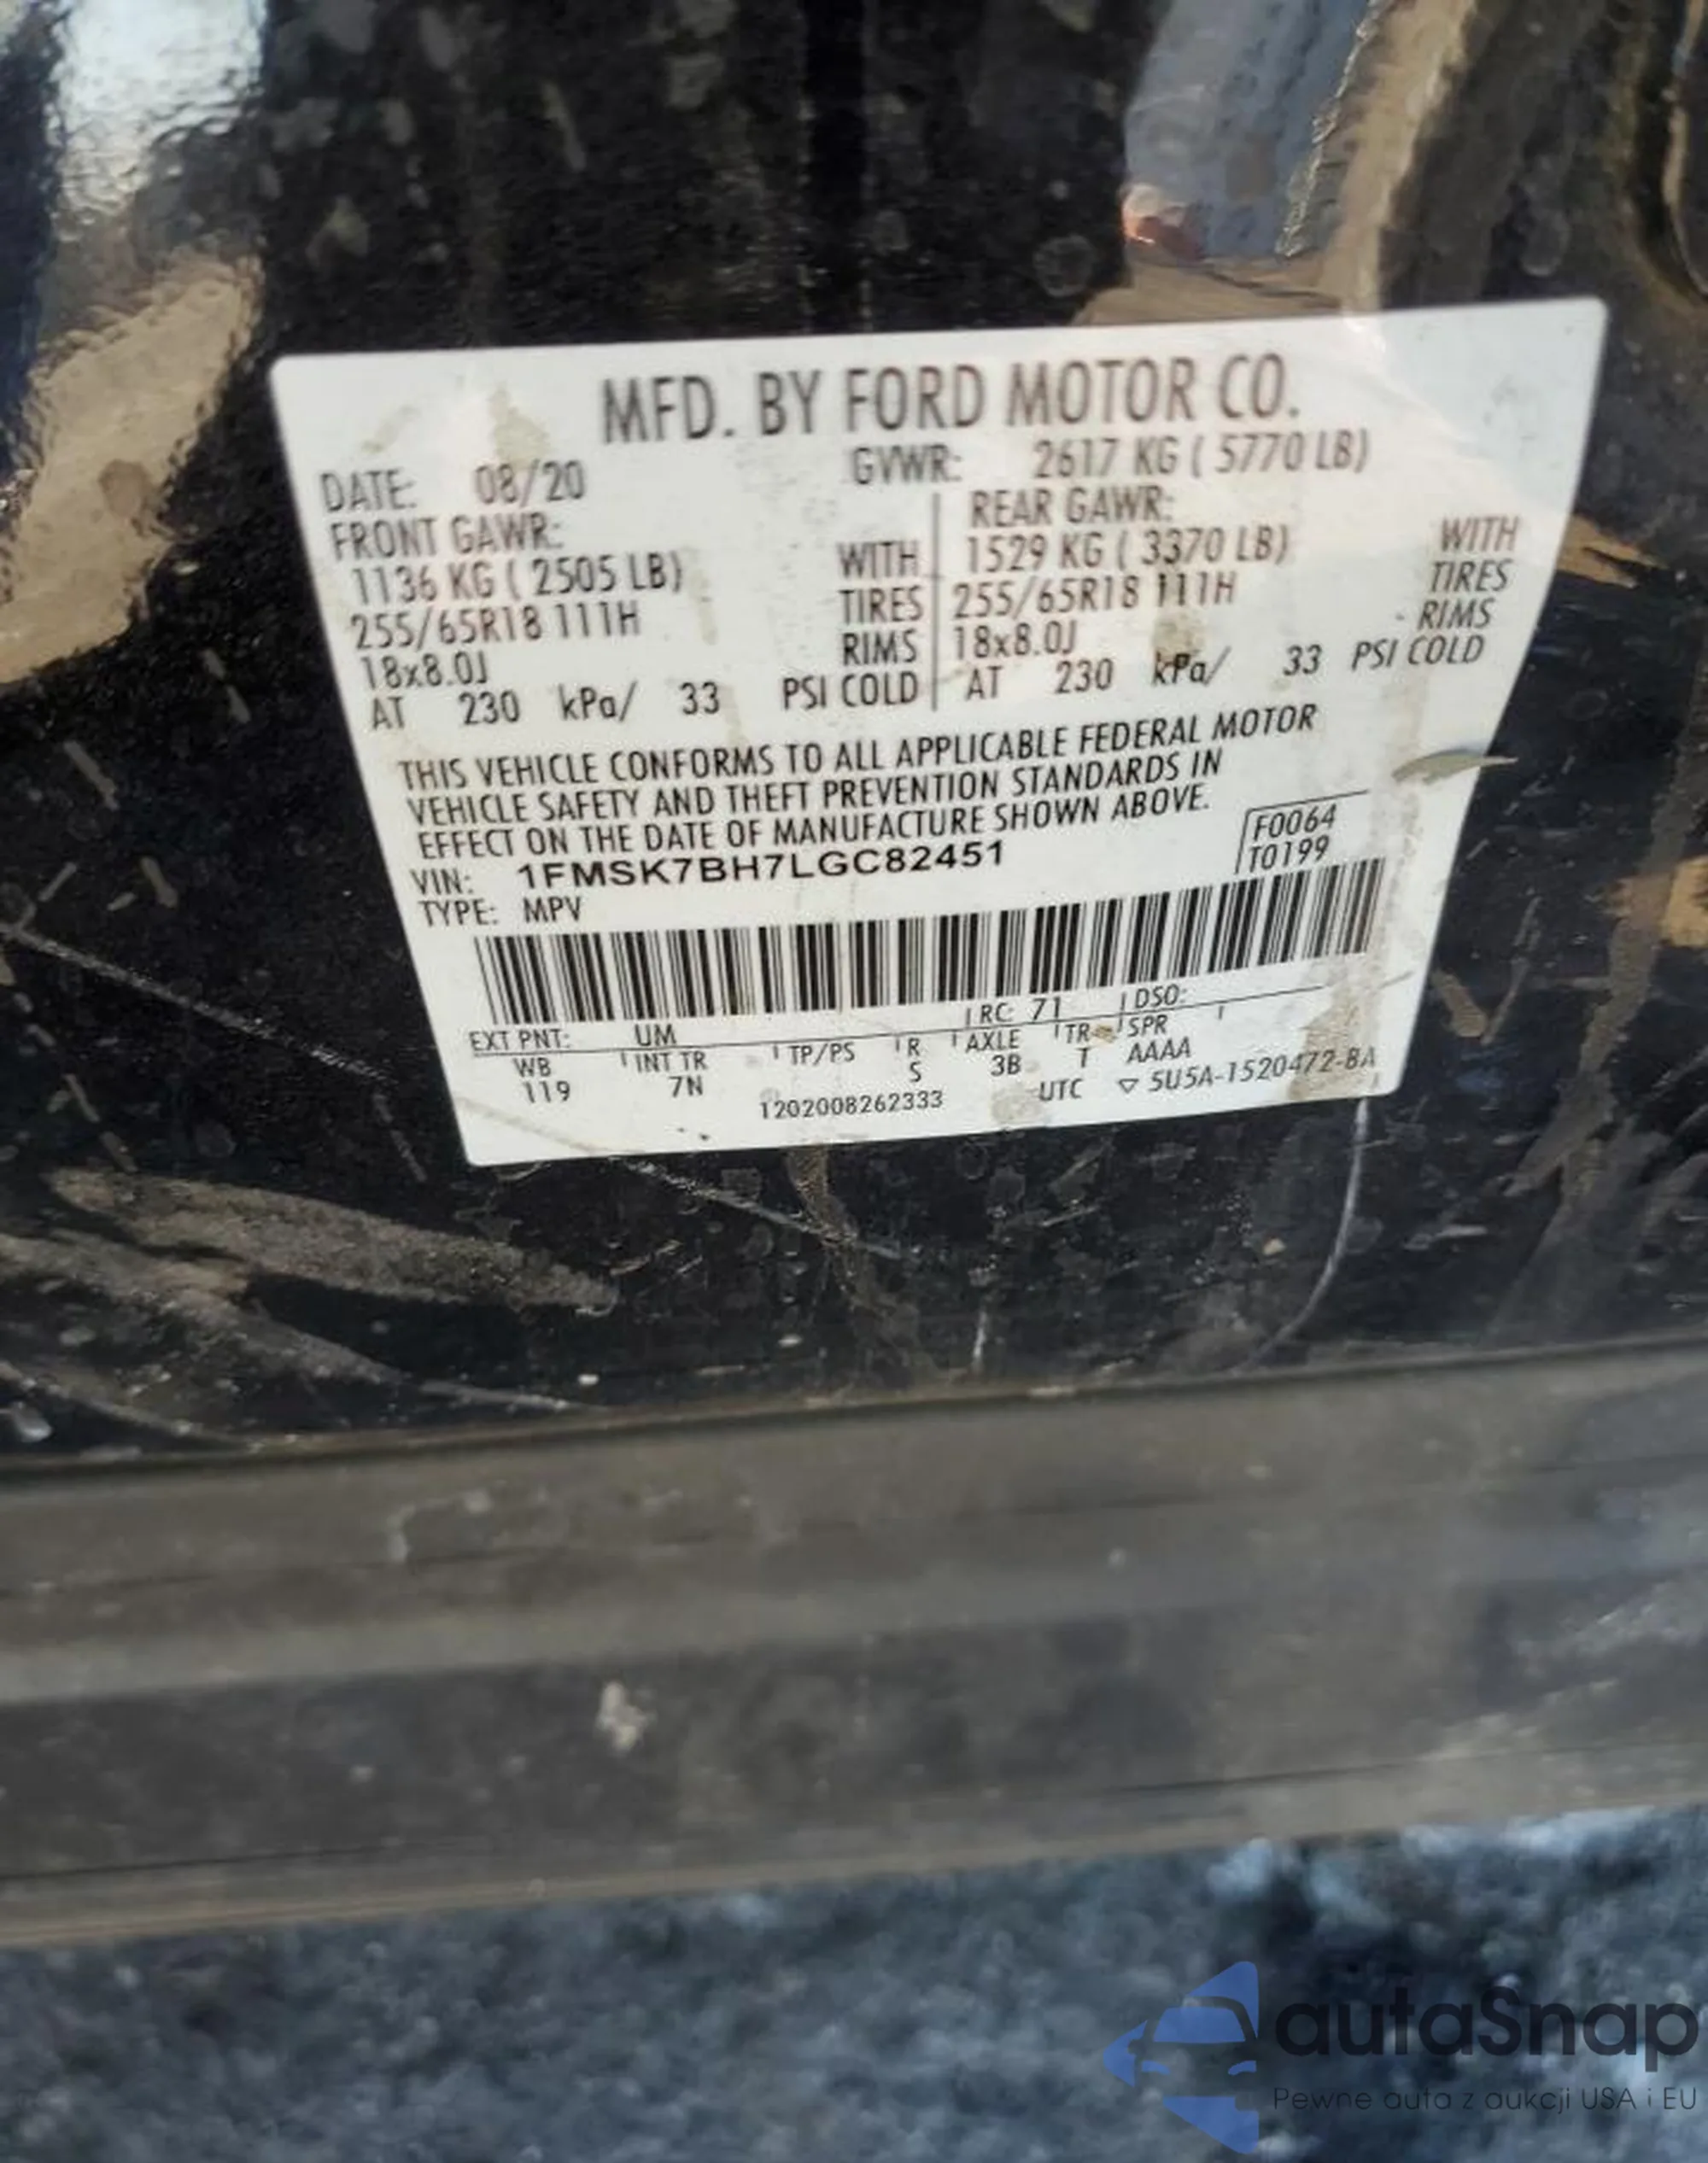 MFD. BY FORD MOTOR CO.
DATE: 08/20 GVWR: 2617 KG ( 5770 LB)
FRONT GAWR: REAR GAWR:
1136 KG ( 2505 LB) WITH 1529 KG ( 3370 LB) WITH
255/65R18 111H TIRES 255/65R18 111H TIRES
18x8.0J RIMS 18x8.0J RIMS
AT 230 kPa/ 33 PSI COLD AT 230 kPa/ 33 PSI COLD
THIS VEHICLE CONFORMS TO ALL APPLICABLE FEDERAL MOTOR
VEHICLE SAFETY AND THEFT PREVENTION STANDARDS IN
EFFECT ON THE DATE OF MANUFACTURE SHOWN ABOVE.
VIN: 1FMSK7BH7LGC82451
TYPE: MPV
F0064
T0199
EXT PNT: UM RC: 71 DSO:
WB INT TR TP/PS R AXLE TR SPR
119 7N S 3B T AAAA
1202008262333 UTC ▽ 5U5A-1520472-BA
autaSnap
Pewne auta z aukcji USA i EU